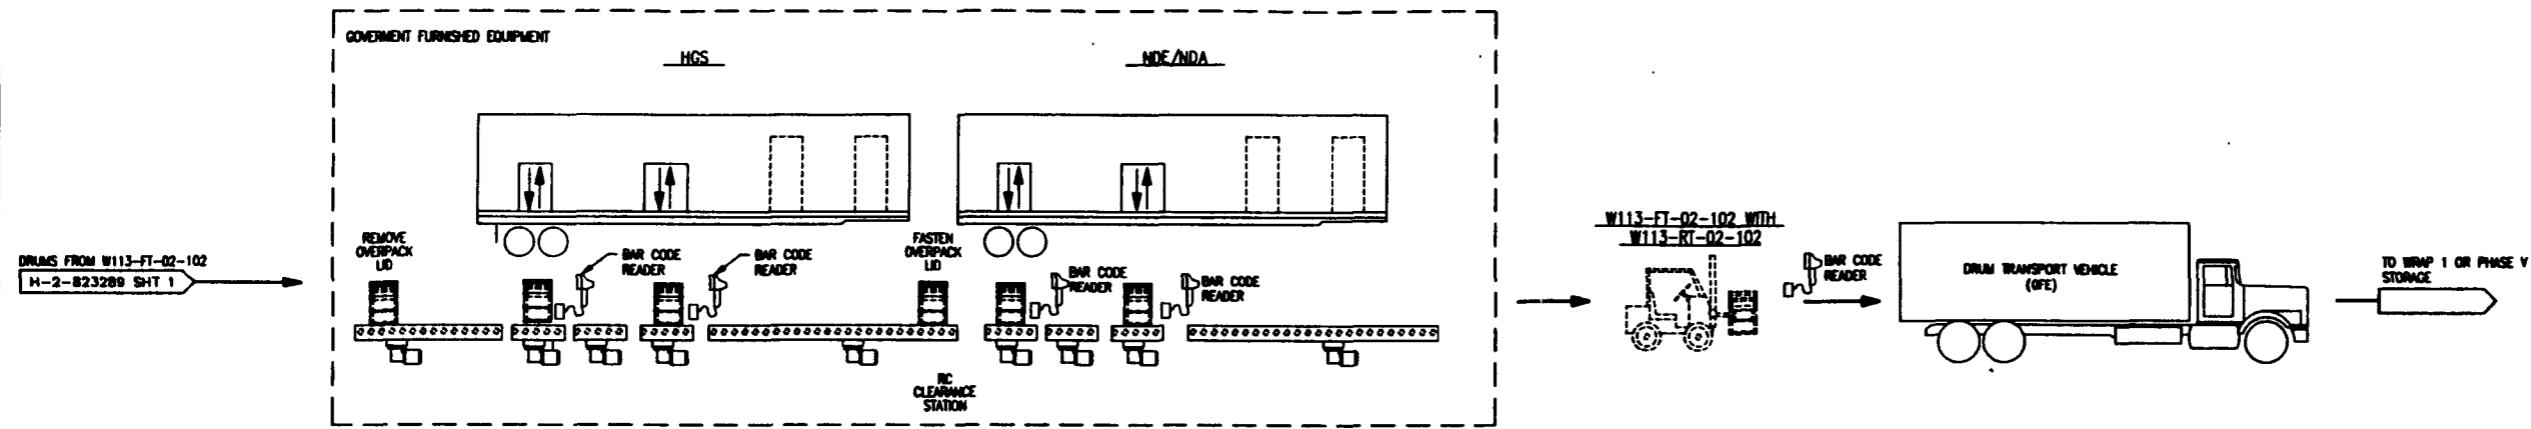 GOVERMENT FURNISHED EQUIPMENT
HGS
NDE/NDA
DRUMS FROM W113-FT-02-102
H-2-823289 SHT 1
REMOVE
OVERPACK
LID
BAR CODE
READER
BAR CODE
READER
FASTEN
OVERPACK
LID
BAR CODE
READER
BAR CODE
READER
RC
CLEARANCE
STATION
W113-FT-02-102 WITH
W113-RT-02-102
BAR CODE
READER
DRUM TRANSPORT VEHICLE
(GFE)
TO WRAP 1 OR PHASE V
STORAGE